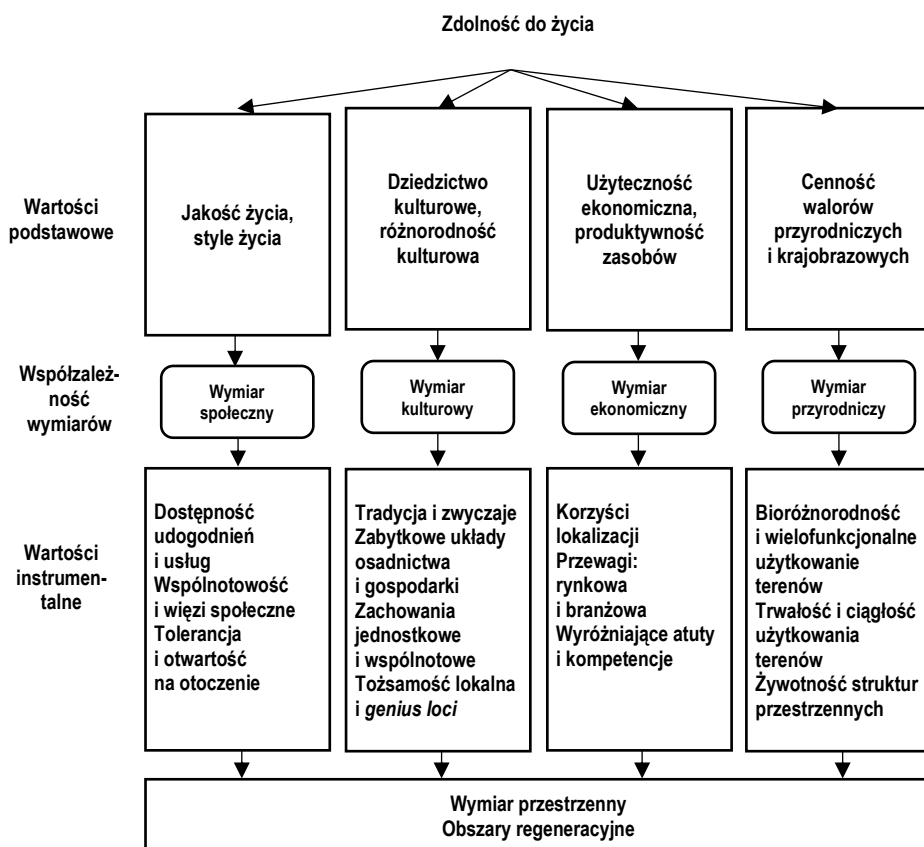 Zdolność do życia
Wartości
podstawowe
Jakość życia,
style życia
Dziedzictwo
kulturowe,
różnorodność
kulturowa
Użyteczność
ekonomiczna,
produktywność
zasobów
Cenność
walorów
przyrodniczych
i krajobrazowych
Współzależ-
ność
wymiarów
Wymiar
społeczny
Wymiar
kulturowy
Wymiar
ekonomiczny
Wymiar
przyrodniczy
Wartości
instrumen-
talne
Dostępność
udogodnień
i usług
Wspólnotowość
i więzi społeczne
Tolerancja
i otwartość
na otoczenie
Tradycja i zwyczaje
Zabytkowe układy
osadnictwa
i gospodarki
Zachowania
jednostkowe
i wspólnotowe
Tożsamość lokalna
i genius loci
Korzyści
lokalizacji
Przewagi:
rynkowa
i branżowa
Wyróżniające atuty
i kompetencje
Bioróżnorodność
i wielofunkcjonalne
użytkowanie
terenów
Trwałość i ciągłość
użytkowania
terenów
Żywotność struktur
przestrzennych
Wymiar przestrzenny
Obszary regeneracyjne